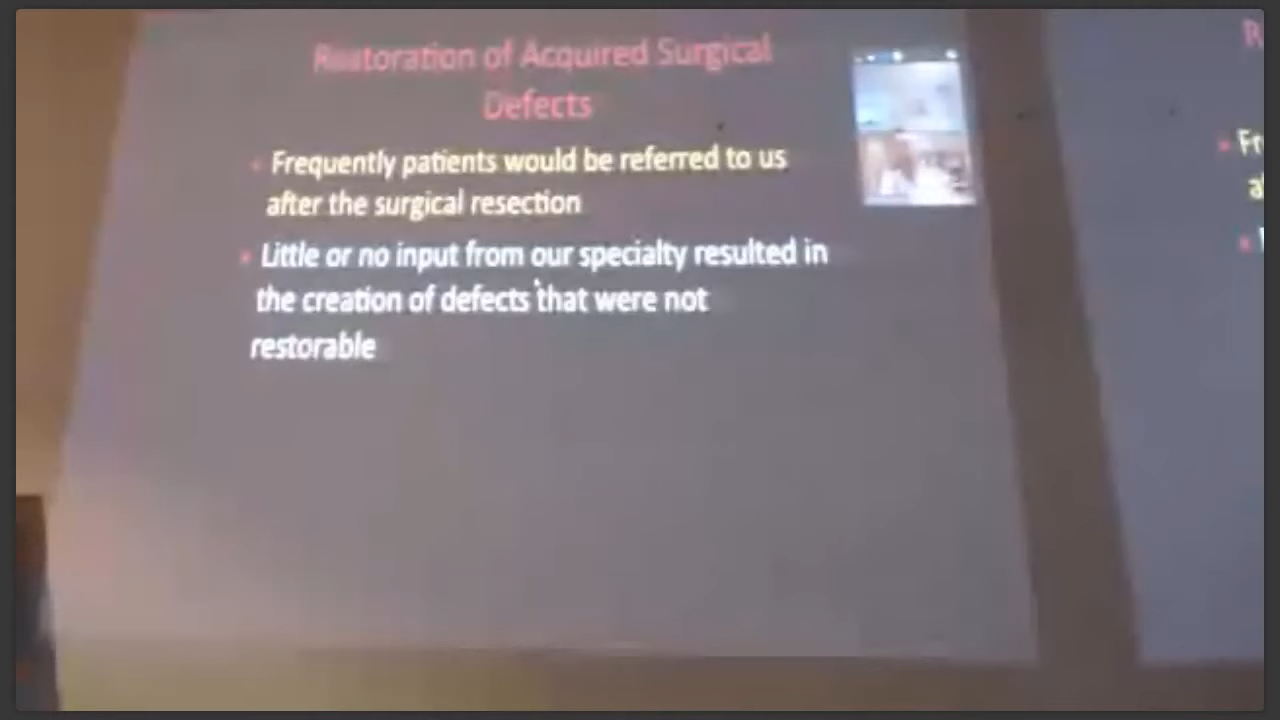 Restoration of Acquired Surgical
Defects
• Frequently patients would be referred to us
after the surgical resection
• Little or no input from our specialty resulted in
the creation of defects that were not
restorable
R
• Fr
a
•